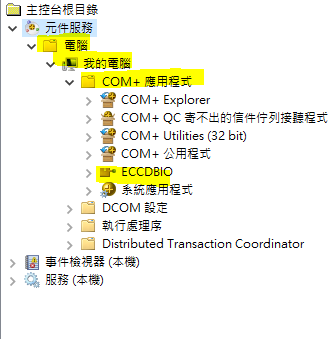 主控台根目錄
元件服務
電腦
我的電腦
COM+ 應用程式
COM+ Explorer
COM+ QC 寄不出的信件佇列接聽程式
COM+ Utilities (32 bit)
COM+ 公用程式
ECCDBIO
系統應用程式
DCOM 設定
執行處理序
Distributed Transaction Coordinator
事件檢視器 (本機)
服務 (本機)